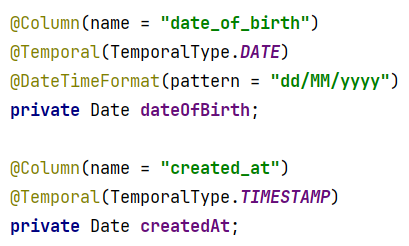 @Column(name = "date_of_birth")
@Temporal(TemporalType.DATE)
@DateTimeFormat(pattern = "dd/MM/yyyy")
private Date dateOfBirth;
@Column(name = "created_at")
@Temporal(TemporalType.TIMESTAMP)
private Date createdAt;